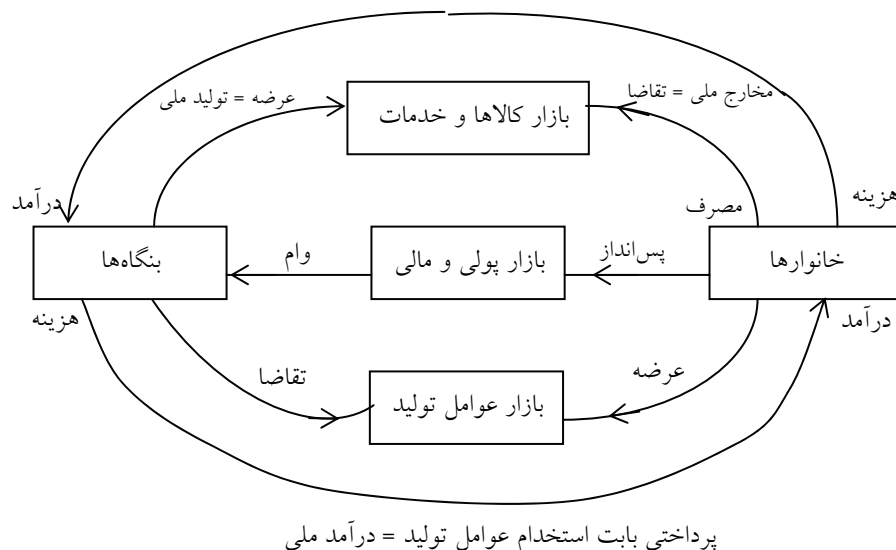 مخارج ملی = تقاضا
عرضه = تولید ملی
بازار کالاها و خدمات
هزینه
درآمد
مصرف
خانوارها
پس‌انداز
بازار پولی و مالی
وام
بنگاه‌ها
درآمد
هزینه
عرضه
تقاضا
بازار عوامل تولید
پرداختی بابت استخدام عوامل تولید = درآمد ملی